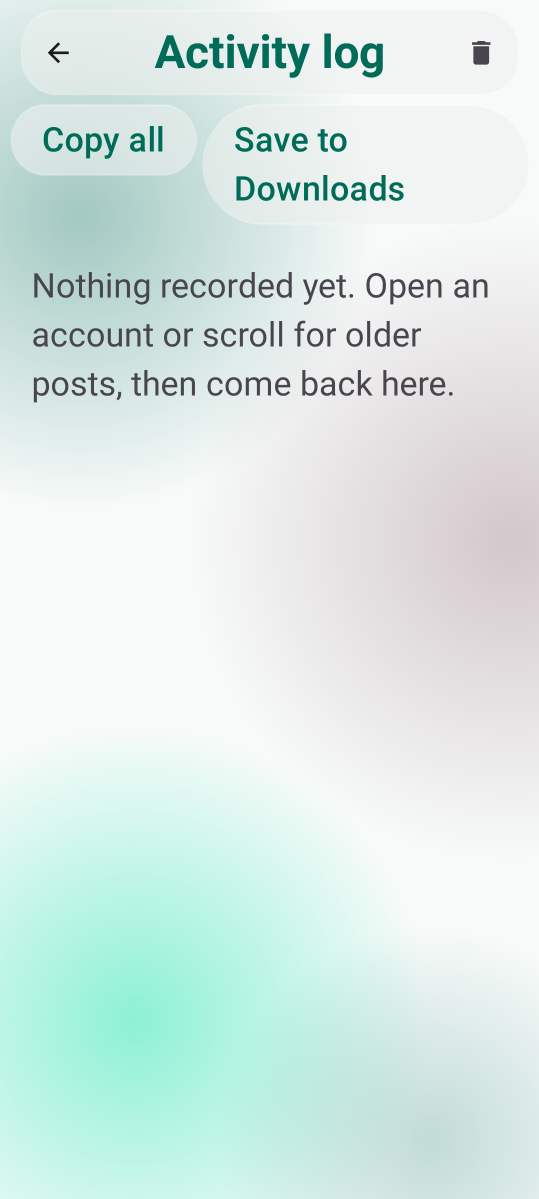 Activity log
Copy all
Save to
Downloads
Nothing recorded yet. Open an
account or scroll for older
posts, then come back here.